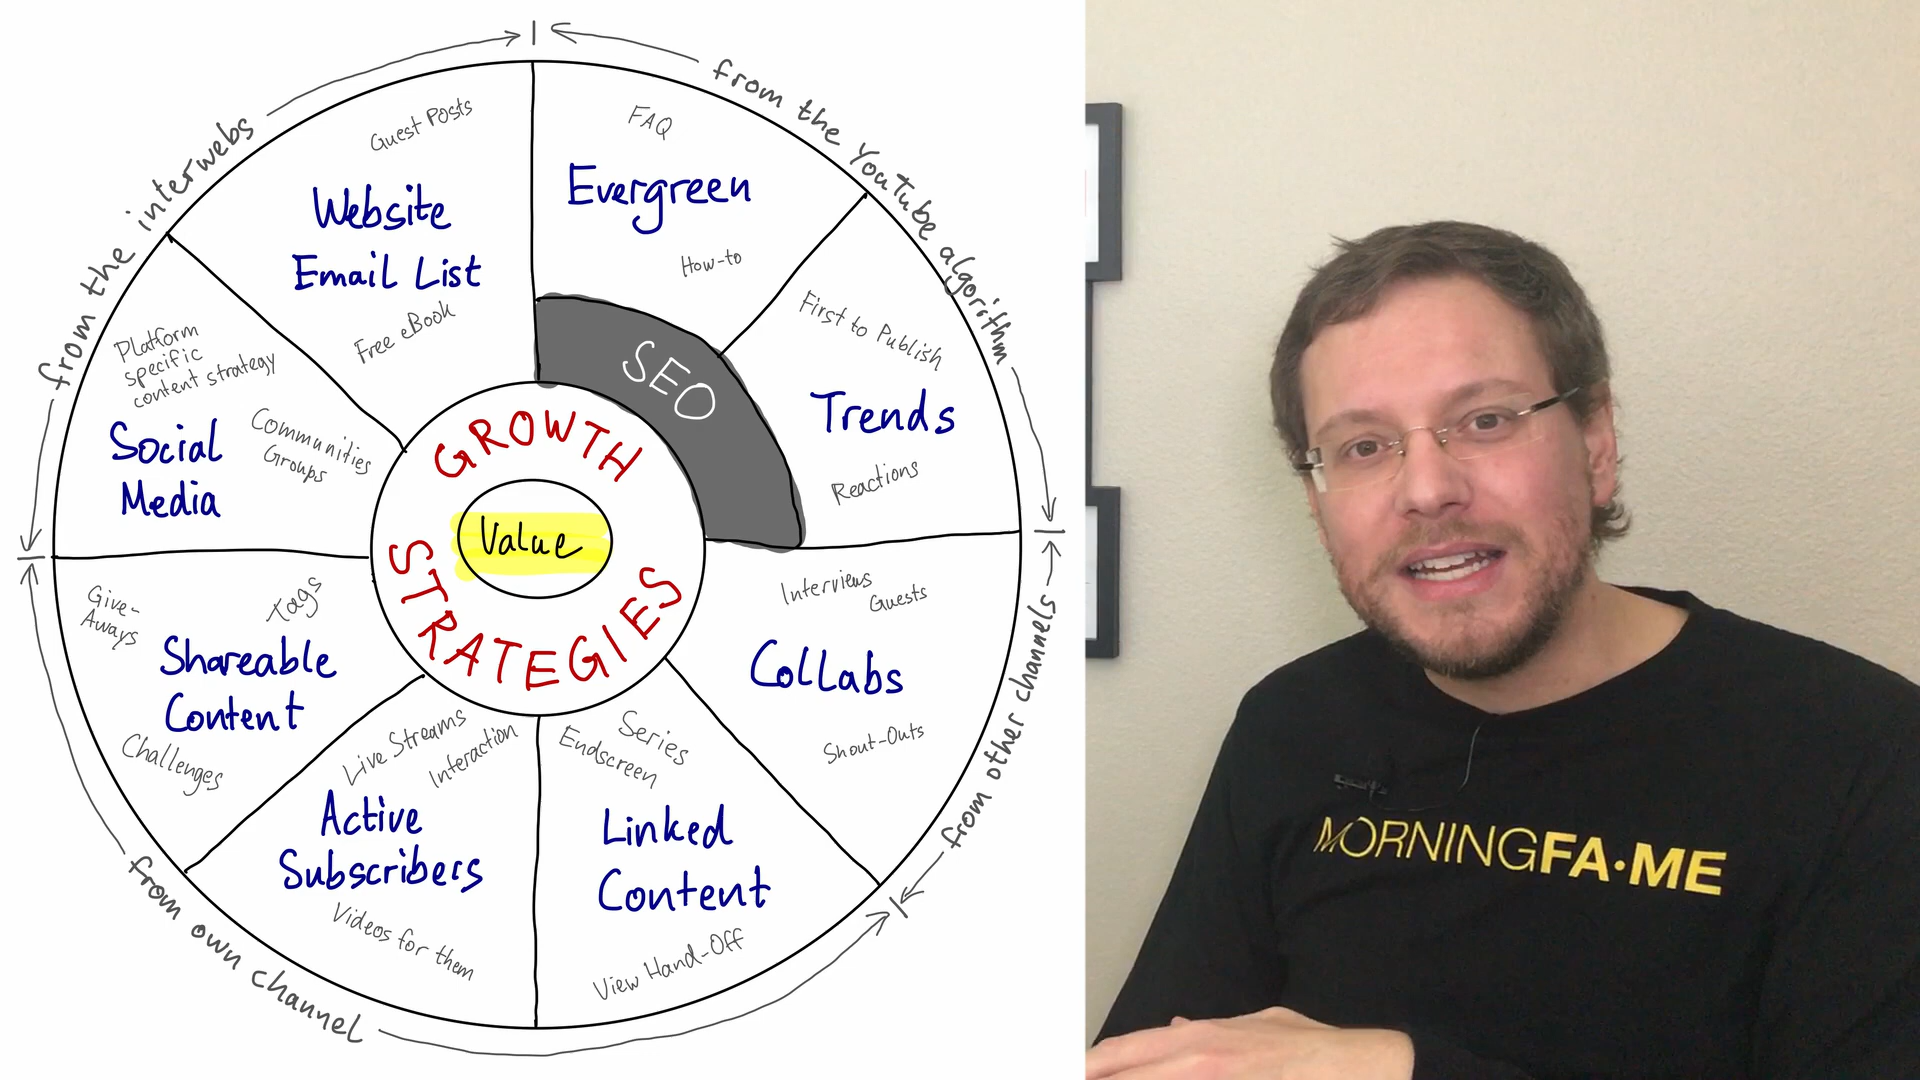 from the interwebs
from the YouTube algorithm
from other channels
from own channel
Guest Posts
Website
Email List
Free eBook
FAQ
Evergreen
How-to
SEO
First to Publish
Trends
Reactions
Interviews
Guests
Collabs
Shout-Outs
Series
Endscreen
Linked
Content
View Hand-Off
Live Streams
Interaction
Active
Subscribers
Videos for them
Give-
Aways
Tags
Shareable
Content
Challenges
Platform
specific
content strategy
Social
Media
Communities
Groups
GROWTH
STRATEGIES
Value
MORNINGFA•ME